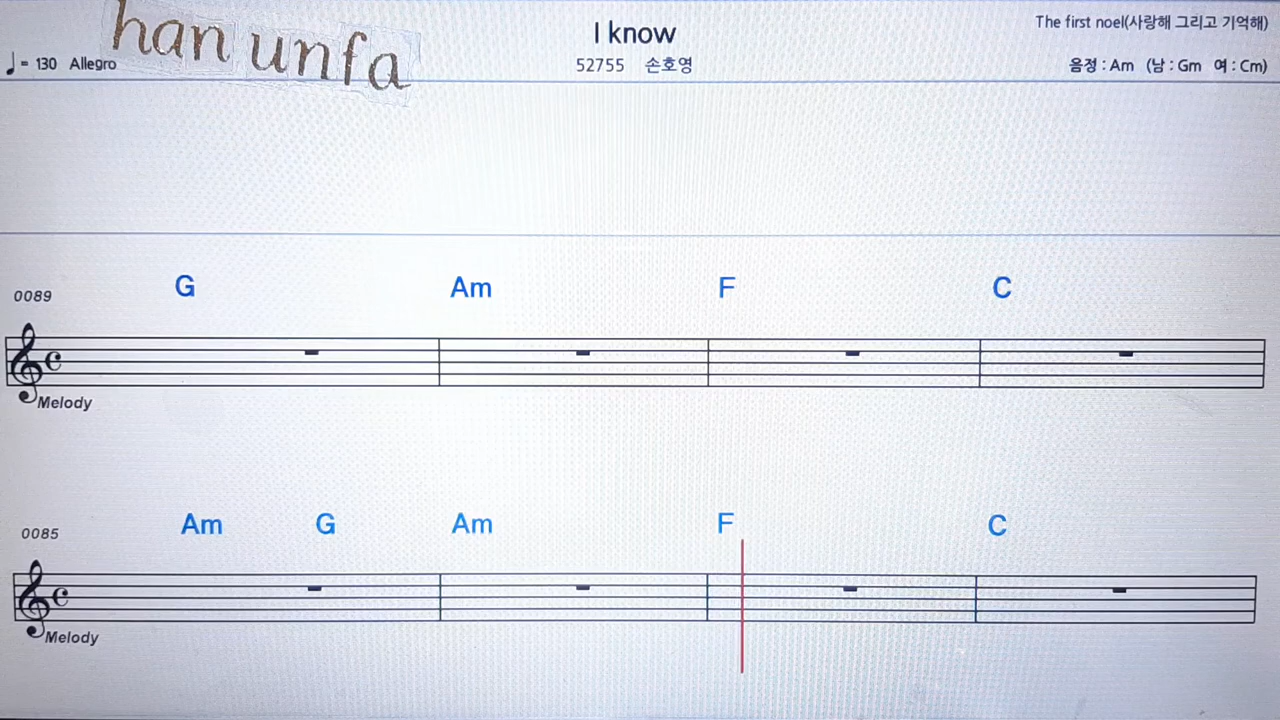 han unfa
I know
The first noel(사랑해 그리고 기억해)
♩= 130 Allegro
52755 손호영
음정 : Am (남 : Gm 여 : Cm)
0089
G Am F C
Melody
0085
Am G Am F C
Melody